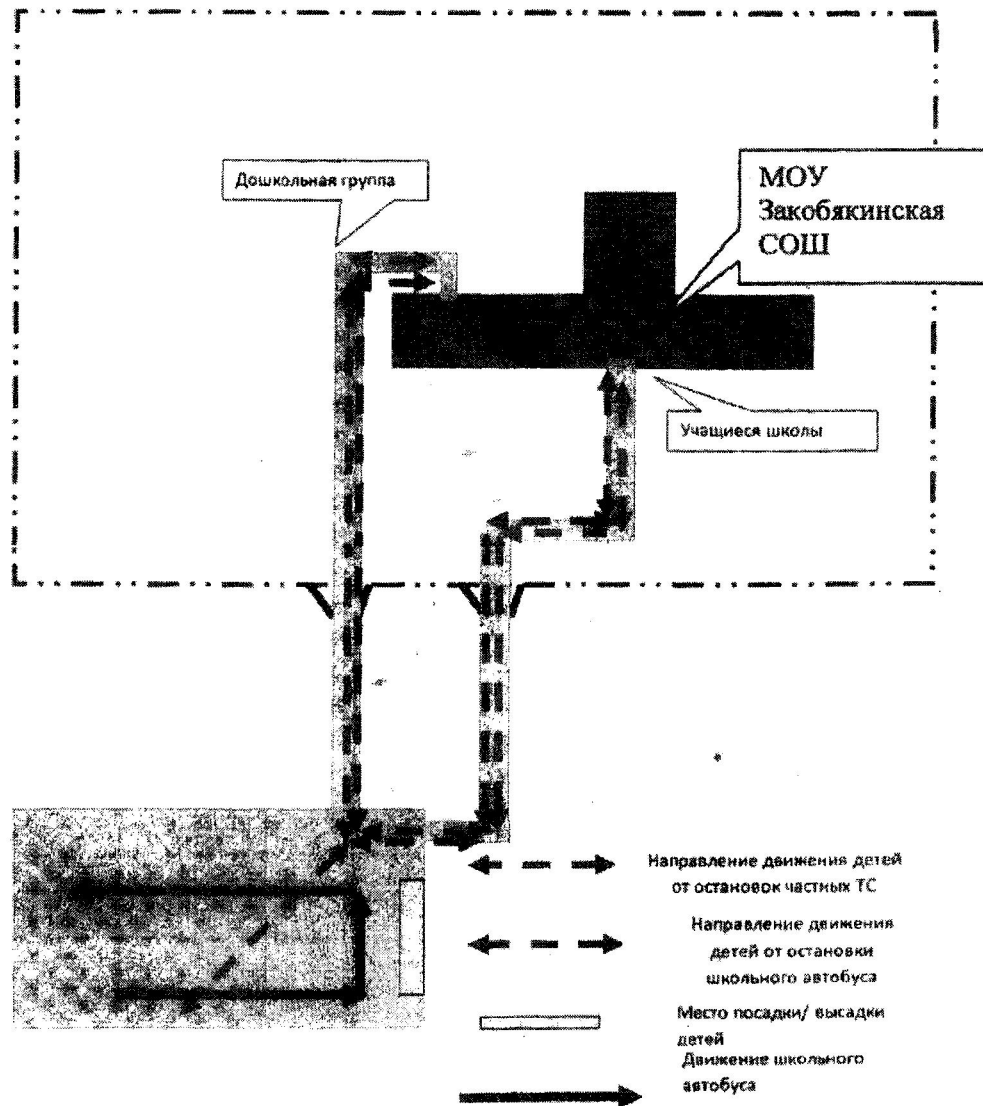 Дошкольная группа
МОУ
Закобякинская
СОШ
Учащиеся школы
Направление движения детей
от остановок частных ТС
Направление движения
детей от остановки
школьного автобуса
Место посадки/ высадки
детей
Движение школьного
автобуса